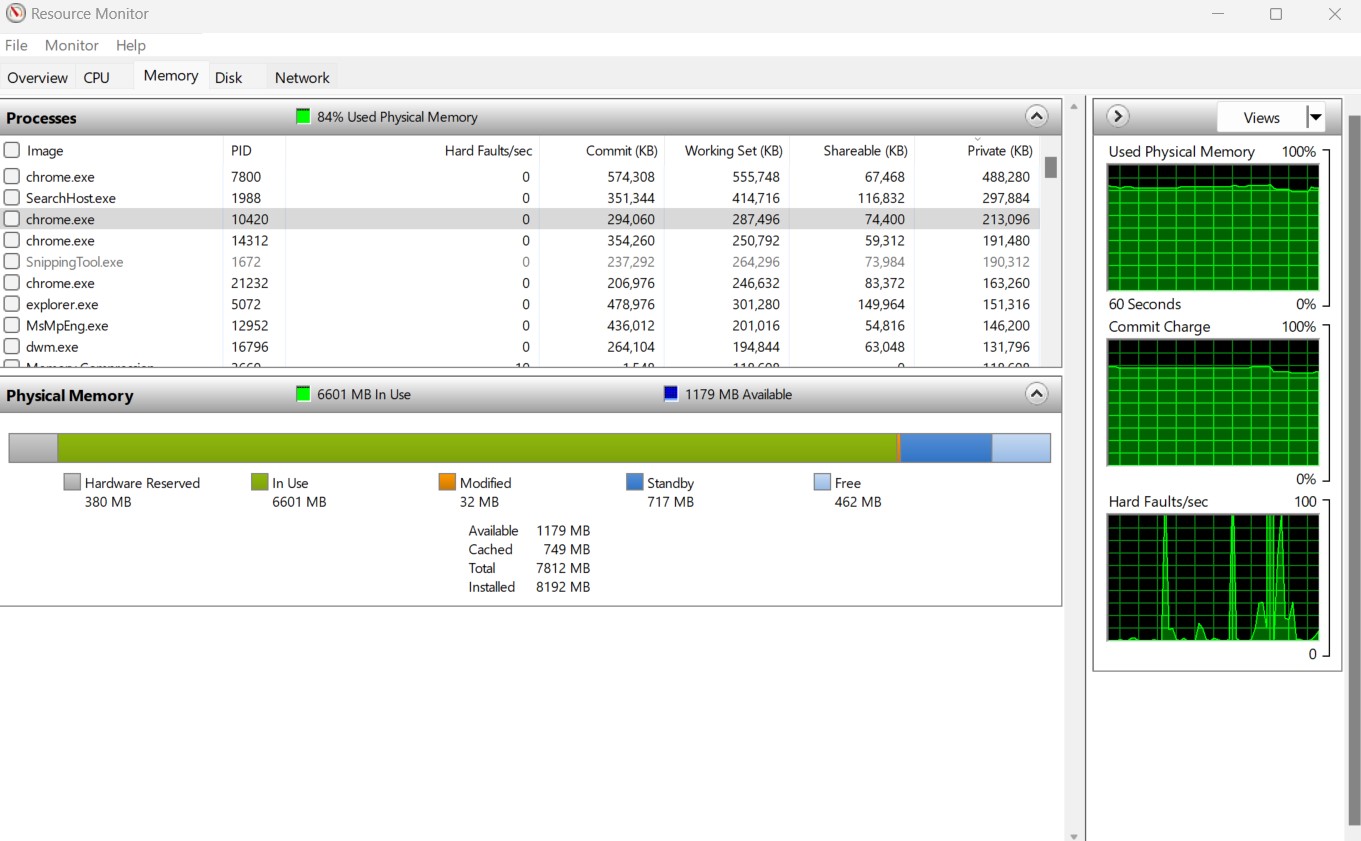 Resource Monitor
File Monitor Help
Overview CPU Memory Disk Network
Processes 84% Used Physical Memory
Image PID Hard Faults/sec Commit (KB) Working Set (KB) Shareable (KB) Private (KB)
chrome.exe 7800 0 574,308 555,748 67,468 488,280
SearchHost.exe 1988 0 351,344 414,716 116,832 297,884
chrome.exe 10420 0 294,060 287,496 74,400 213,096
chrome.exe 14312 0 354,260 250,792 59,312 191,480
SnippingTool.exe 1672 0 237,292 264,296 73,984 190,312
chrome.exe 21232 0 206,976 246,632 83,372 163,260
explorer.exe 5072 0 478,976 301,280 149,964 151,316
MsMpEng.exe 12952 0 436,012 201,016 54,816 146,200
dwm.exe 16796 0 264,104 194,844 63,048 131,796
Memory Compression
Physical Memory 6601 MB In Use 1179 MB Available
Hardware Reserved
380 MB
In Use
6601 MB
Modified
32 MB
Standby
717 MB
Free
462 MB
Available 1179 MB
Cached 749 MB
Total 7812 MB
Installed 8192 MB
Views
Used Physical Memory 100%
60 Seconds 0%
Commit Charge 100%
0%
Hard Faults/sec 100
0